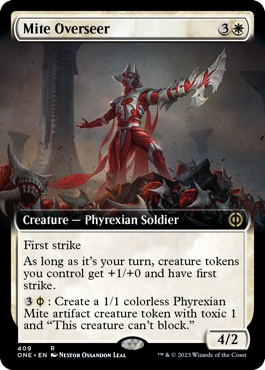 Mite Overseer 3
Creature — Phyrexian Soldier
First strike
As long as it's your turn, creature tokens
you control get +1/+0 and have first
strike.
3 : Create a 1/1 colorless Phyrexian
Mite artifact creature token with toxic 1
and "This creature can't block."
4/2
409 R
ONE • EN NESTOR OSSANDON LEAL
™ & © 2023 Wizards of the Coast